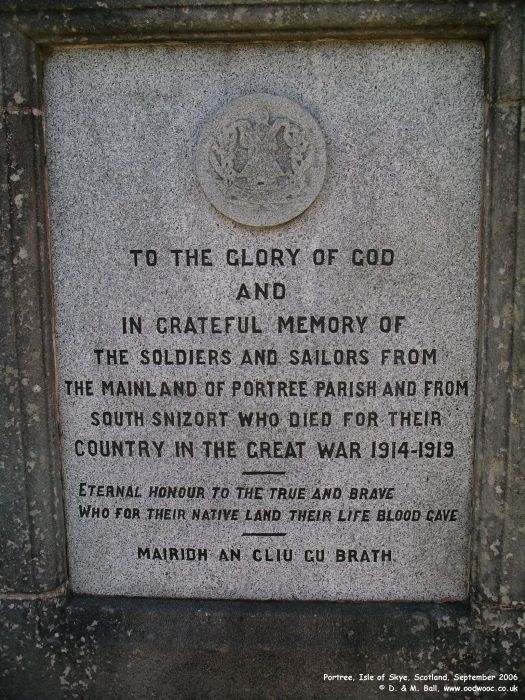 TO THE GLORY OF GOD
AND
IN GRATEFUL MEMORY OF
THE SOLDIERS AND SAILORS FROM
THE MAINLAND OF PORTREE PARISH AND FROM
SOUTH SNIZORT WHO DIED FOR THEIR
COUNTRY IN THE GREAT WAR 1914-1919
ETERNAL HONOUR TO THE TRUE AND BRAVE
WHO FOR THEIR NATIVE LAND THEIR LIFE BLOOD GAVE
MAIRIDH AN CLIU GU BRATH.
Portree, Isle of Skye, Scotland, September 2006
© D. & M. Ball, www.oodwooc.co.uk